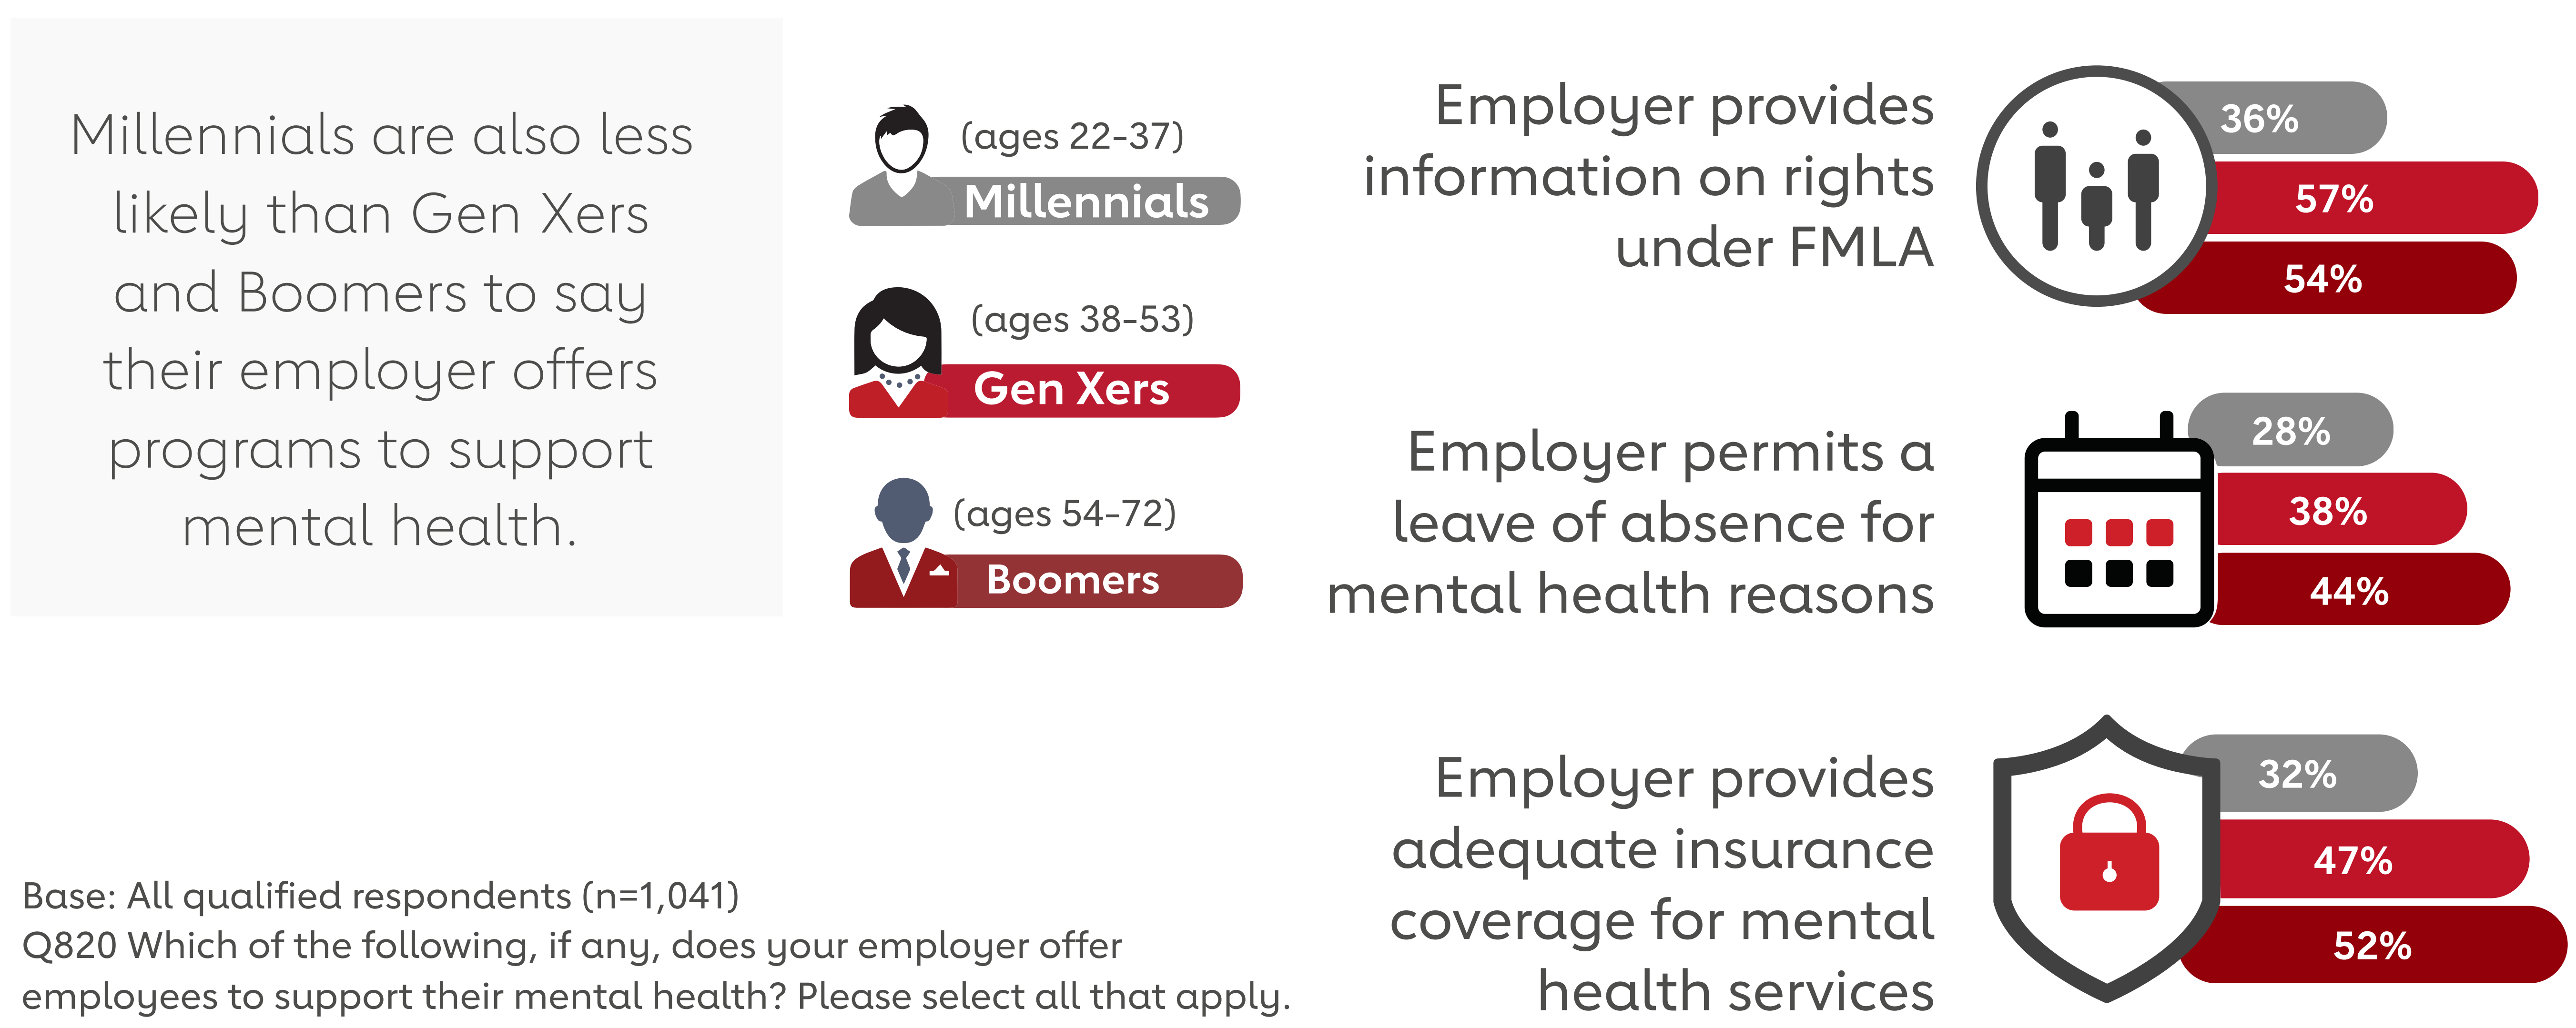 Millennials are also less
likely than Gen Xers
and Boomers to say
their employer offers
programs to support
mental health.
(ages 22–37)
Millennials
(ages 38–53)
Gen Xers
(ages 54–72)
Boomers
Employer provides
information on rights
under FMLA
36%
57%
54%
Employer permits a
leave of absence for
mental health reasons
28%
38%
44%
Employer provides
adequate insurance
coverage for mental
health services
32%
47%
52%
Base: All qualified respondents (n=1,041)
Q820 Which of the following, if any, does your employer offer
employees to support their mental health? Please select all that apply.